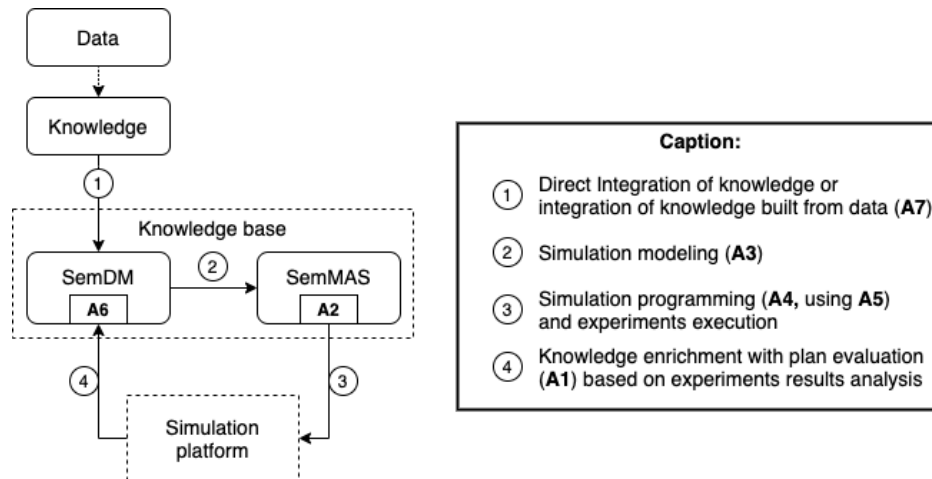 Data
Knowledge
1
Knowledge base
SemDM
A6
2
SemMAS
A2
4
3
Simulation
platform
Caption:
1
Direct Integration of knowledge or
integration of knowledge built from data (A7)
2
Simulation modeling (A3)
3
Simulation programming (A4, using A5)
and experiments execution
4
Knowledge enrichment with plan evaluation
(A1) based on experiments results analysis